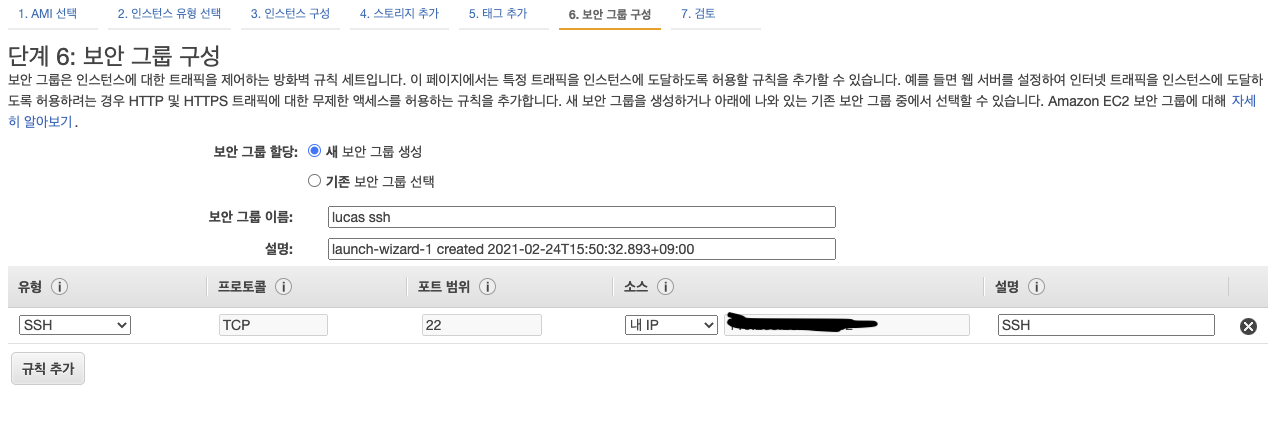 1. AMI 선택 2. 인스턴스 유형 선택 3. 인스턴스 구성 4. 스토리지 추가 5. 태그 추가 6. 보안 그룹 구성 7. 검토
단계 6: 보안 그룹 구성
보안 그룹은 인스턴스에 대한 트래픽을 제어하는 방화벽 규칙 세트입니다. 이 페이지에서는 특정 트래픽을 인스턴스에 도달하도록 허용할 규칙을 추가할 수 있습니다. 예를 들면 웹 서버를 설정하여 인터넷 트래픽을 인스턴스에 도달하
도록 허용하려는 경우 HTTP 및 HTTPS 트래픽에 대한 무제한 액세스를 허용하는 규칙을 추가합니다. 새 보안 그룹을 생성하거나 아래에 나와 있는 기존 보안 그룹 중에서 선택할 수 있습니다. Amazon EC2 보안 그룹에 대해 자세
히 알아보기.
보안 그룹 할당: 새 보안 그룹 생성
기존 보안 그룹 선택
보안 그룹 이름: lucas ssh
설명: launch-wizard-1 created 2021-02-24T15:50:32.893+09:00
유형 프로토콜 포트 범위 소스 설명
SSH TCP 22 내 IP SSH
규칙 추가